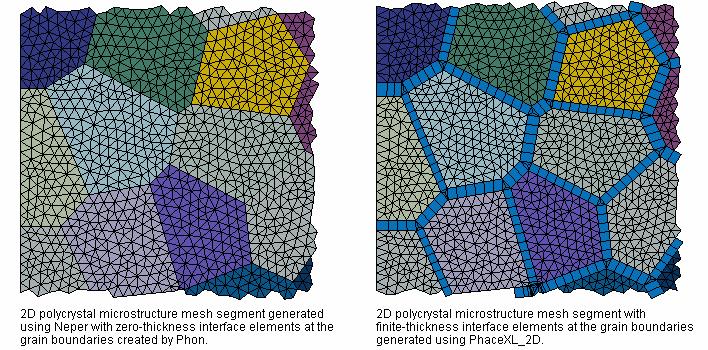 2D polycrystal microstructure mesh segment generated
using Neper with zero-thickness interface elements at the
grain boundaries created by Phon.
2D polycrystal microstructure mesh segment with
finite-thickness interface elements at the grain boundaries
generated using PhaceXL_2D.